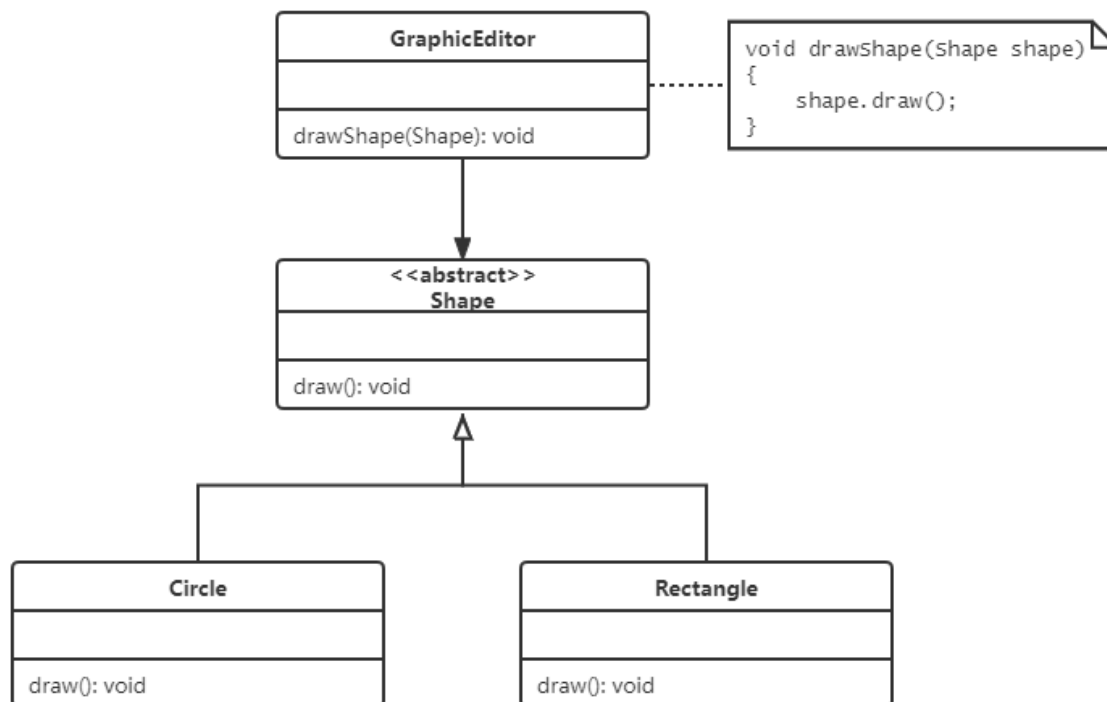 GraphicEditor
drawShape(Shape): void
void drawShape(Shape shape)
{
    shape.draw();
}
<<abstract>>
Shape
draw(): void
Circle
draw(): void
Rectangle
draw(): void